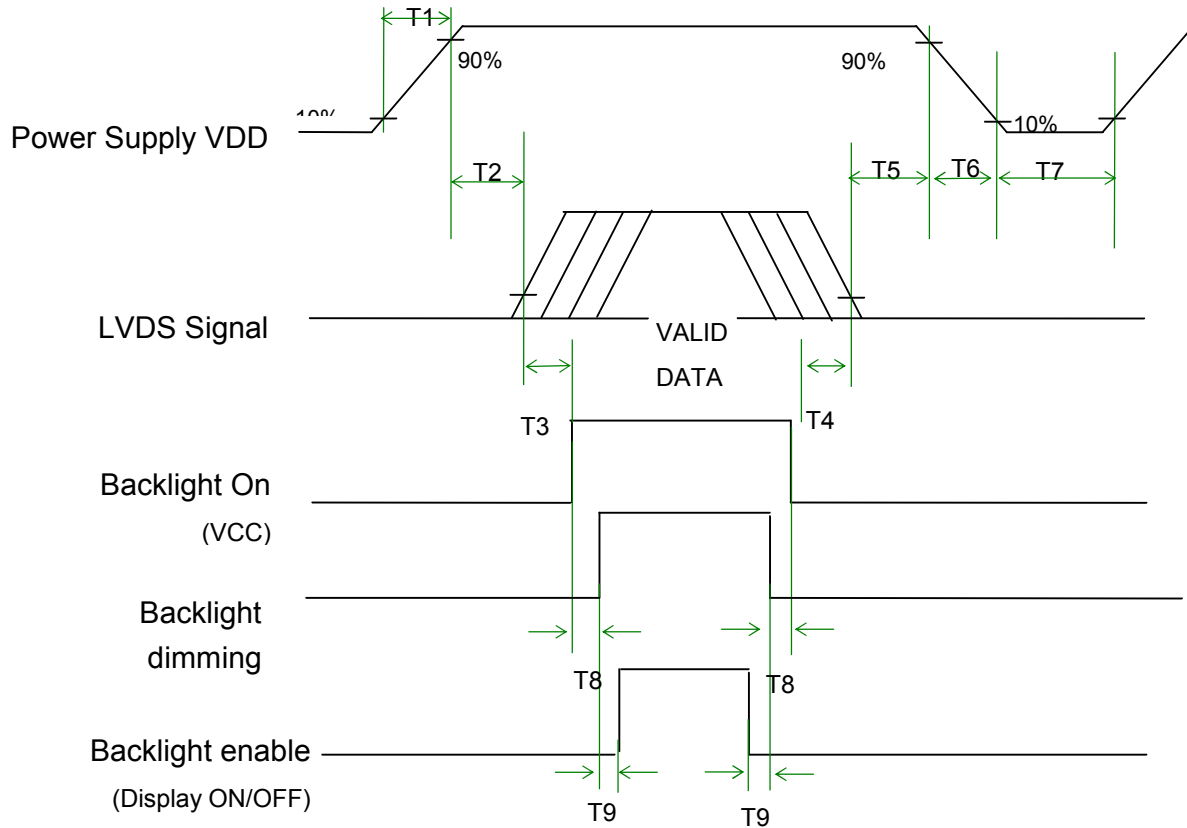 T1
90%
90%
10%
Power Supply VDD
T2
T5
T6
T7
LVDS Signal
VALID
DATA
T3
T4
Backlight On
(VCC)
Backlight
dimming
T8
T8
Backlight enable
(Display ON/OFF)
T9
T9